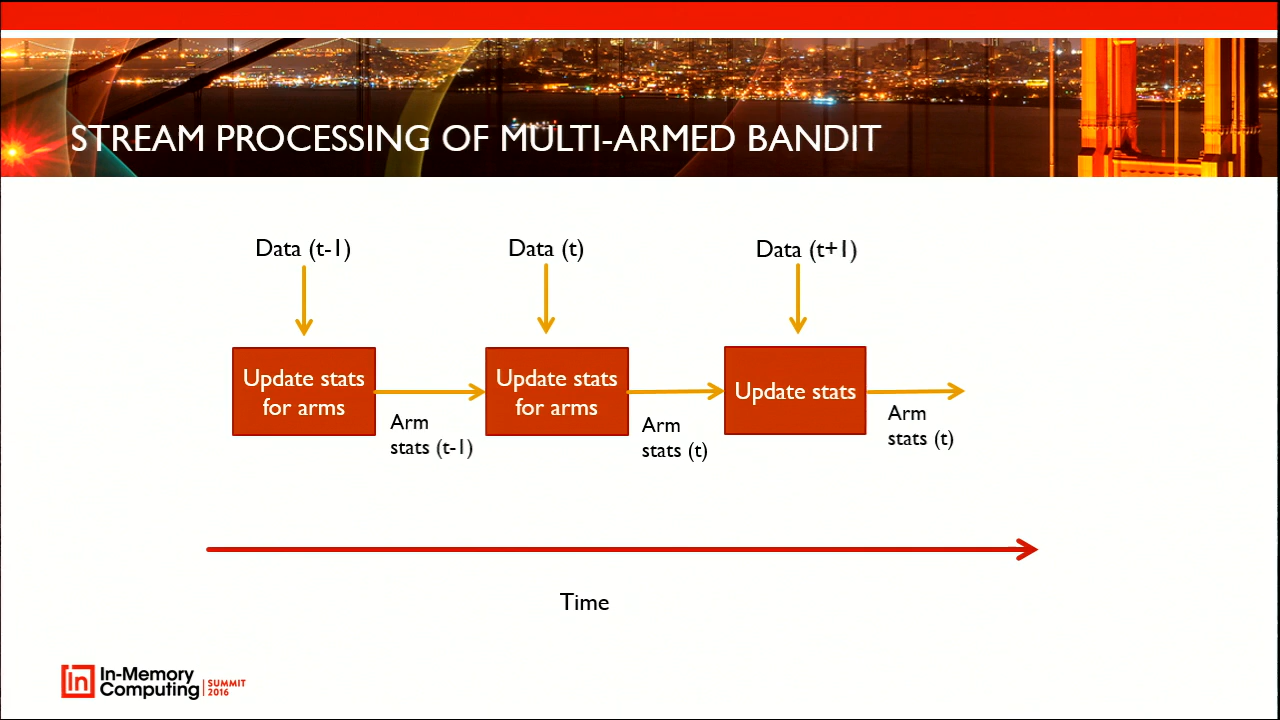 STREAM PROCESSING OF MULTI-ARMED BANDIT
Data (t-1)
Data (t)
Data (t+1)
Update stats
for arms
Arm
stats (t-1)
Update stats
for arms
Arm
stats (t)
Update stats
Arm
stats (t)
Time
in In-Memory
Computing
SUMMIT
2016